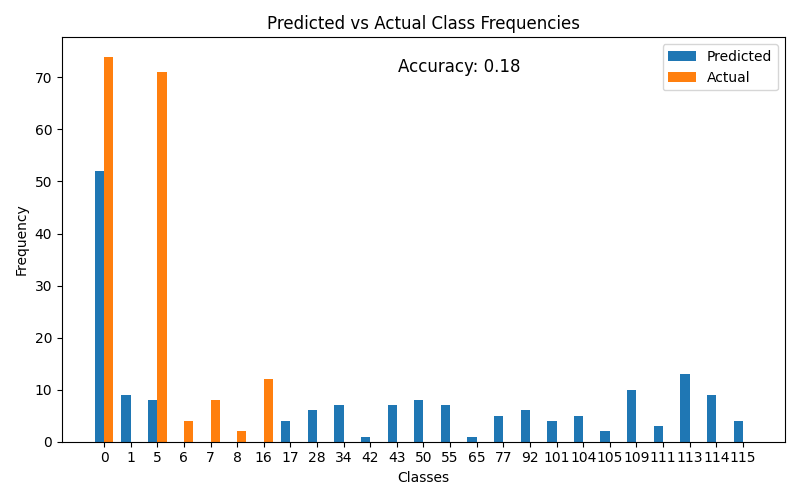 Predicted vs Actual Class Frequencies
Accuracy: 0.18
Predicted
Actual
Frequency
70
60
50
40
30
20
10
0
0 1 5 6 7 8 16 17 28 34 42 43 50 55 65 77 92 101 104 105 109 111 113 114 115
Classes